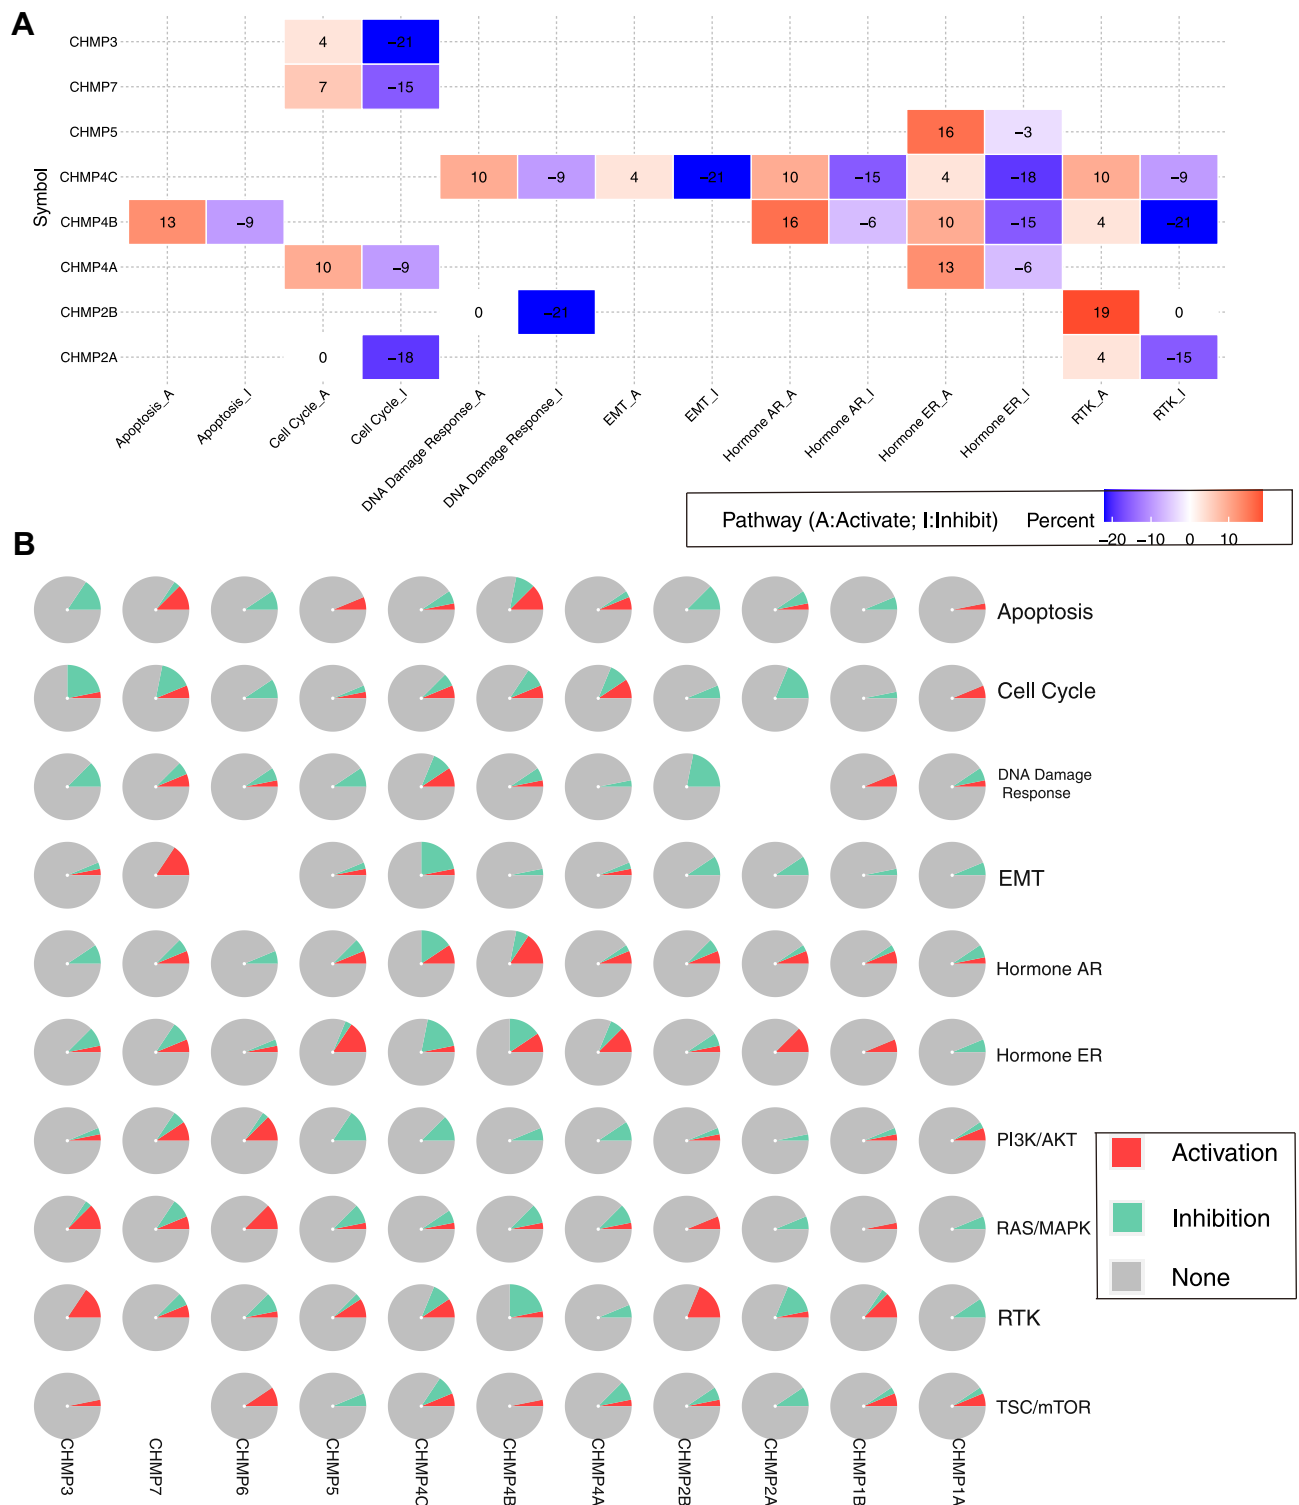 A
CHMP3 4 −21
CHMP7 7 −15
CHMP5 16 −3
CHMP4C 10 −9 4 −21 10 −15 4 −18 10 −9
CHMP4B 13 −9 16 −6 10 −15 4 −21
CHMP4A 10 −9 13 −6
CHMP2B 0 −21 19 0
CHMP2A 0 −18 4 −15
Symbol
Apoptosis_A
Apoptosis_I
Cell Cycle_A
Cell Cycle_I
DNA Damage Response_A
DNA Damage Response_I
EMT_A
EMT_I
Hormone AR_A
Hormone AR_I
Hormone ER_A
Hormone ER_I
RTK_A
RTK_I
Pathway (A:Activate; I:Inhibit) Percent
−20 −10 0 10
B
Apoptosis
Cell Cycle
DNA Damage
Response
EMT
Hormone AR
Hormone ER
PI3K/AKT
RAS/MAPK
RTK
TSC/mTOR
Activation
Inhibition
None
CHMP3
CHMP7
CHMP6
CHMP5
CHMP4C
CHMP4B
CHMP4A
CHMP2B
CHMP2A
CHMP1B
CHMP1A